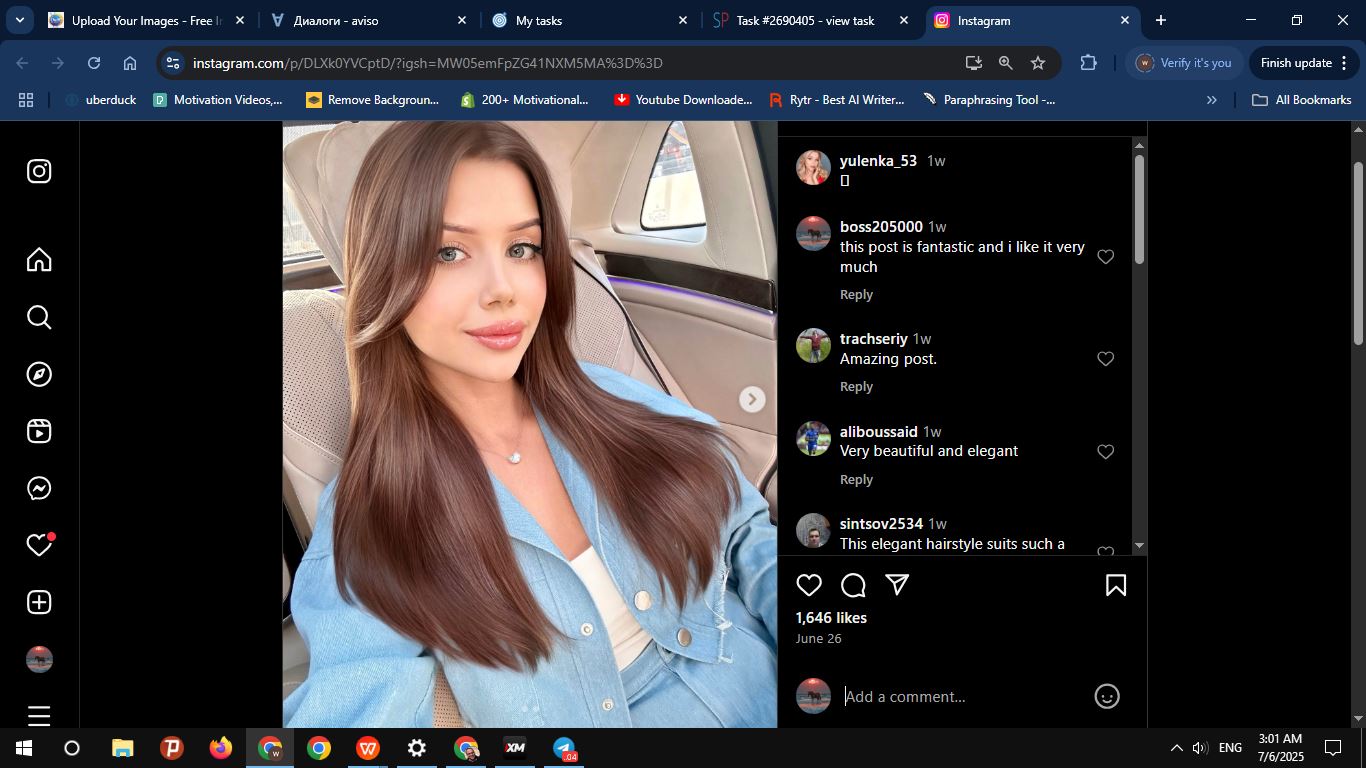 Upload Your Images - Free I
Диалоги - aviso
My tasks
Task #2690405 - view task
Instagram
instagram.com/p/DLXk0YVCptD/?igsh=MW05emFpZG41NXM5MA%3D%3D
Verify it's you
Finish update
uberduck
Motivation Videos,...
Remove Backgroun...
200+ Motivational...
Youtube Downloade...
Rytr - Best AI Writer...
Paraphrasing Tool -...
All Bookmarks
yulenka_53 1w
boss205000 1w
this post is fantastic and i like it very
much
Reply
trachseriy 1w
Amazing post.
Reply
aliboussaid 1w
Very beautiful and elegant
Reply
sintsov2534 1w
This elegant hairstyle suits such a
1,646 likes
June 26
Add a comment...
ENG
3:01 AM
7/6/2025
XM
.04